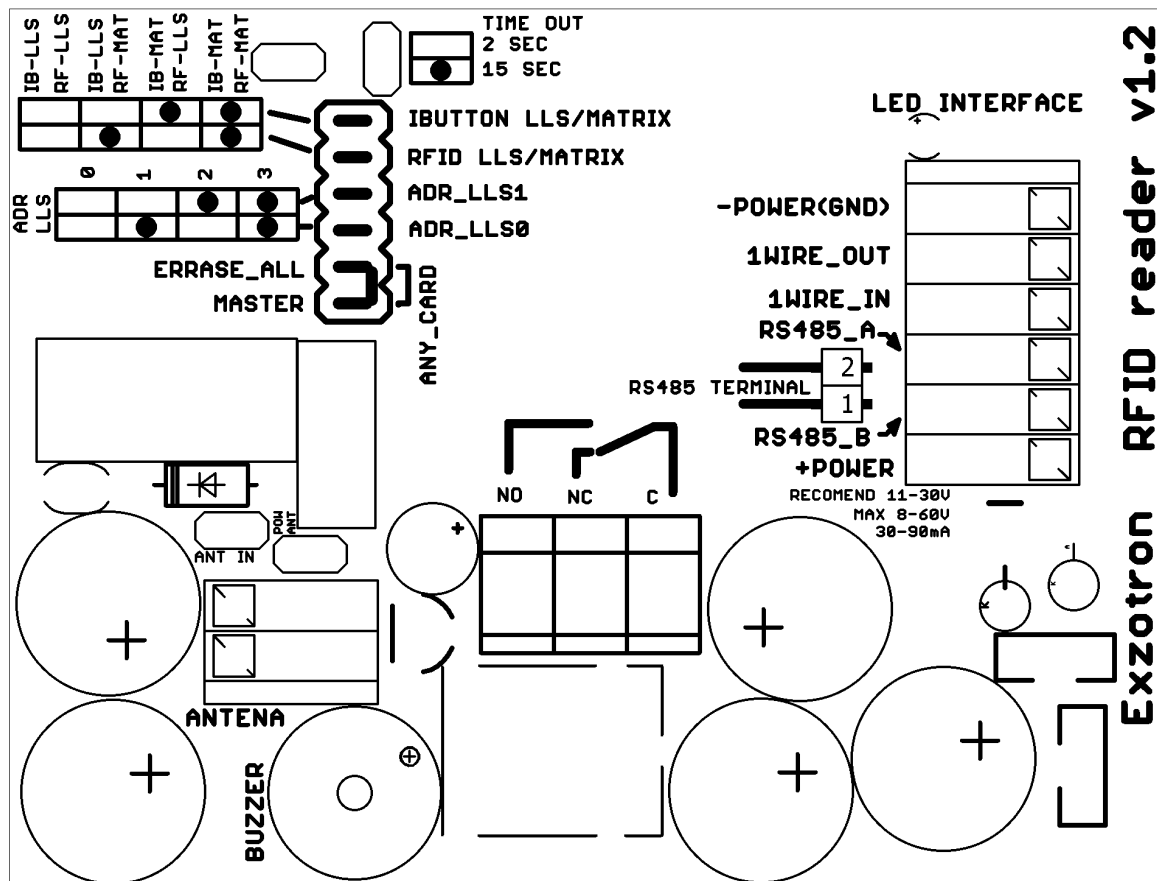 IB-LLS
RF-LLS
IB-LLS
RF-MAT
IB-MAT
RF-LLS
IB-MAT
RF-MAT
TIME OUT
2 SEC
15 SEC
IBUTTON LLS/MATRIX
RFID LLS/MATRIX
0 1 2 3
ADR
LLS
ADR_LLS1
ADR_LLS0
ERRASE_ALL
MASTER
ANY_CARD
LED INTERFACE
+
-POWER(GND)
1WIRE_OUT
1WIRE_IN
RS485_A
2
RS485 TERMINAL
1
RS485_B
+POWER
RECOMEND 11-30V
MAX 8-60V
30-90mA
NO NC C
POW
ANT
ANT IN
+
ANTENA
BUZZER
K
K
Exzotron RFID reader v1.2